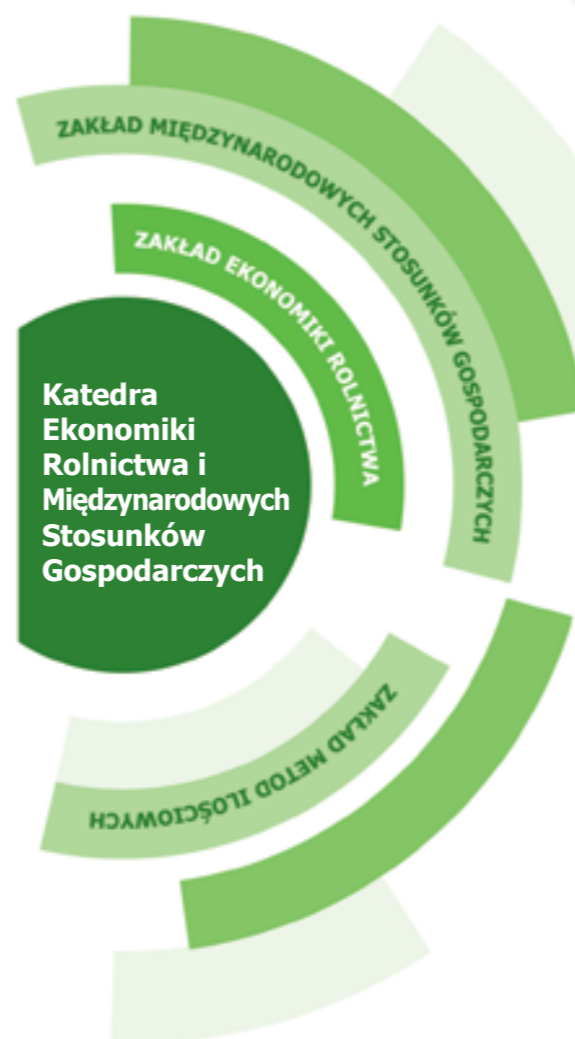 ZAKŁAD MIĘDZYNARODOWYCH STOSUNKÓW GOSPODARCZYCH
ZAKŁAD EKONOMIKI ROLNICTWA
Katedra
Ekonomiki
Rolnictwa i
Międzynarodowych
Stosunków
Gospodarczych
ZAKŁAD METOD ILOŚCIOWYCH